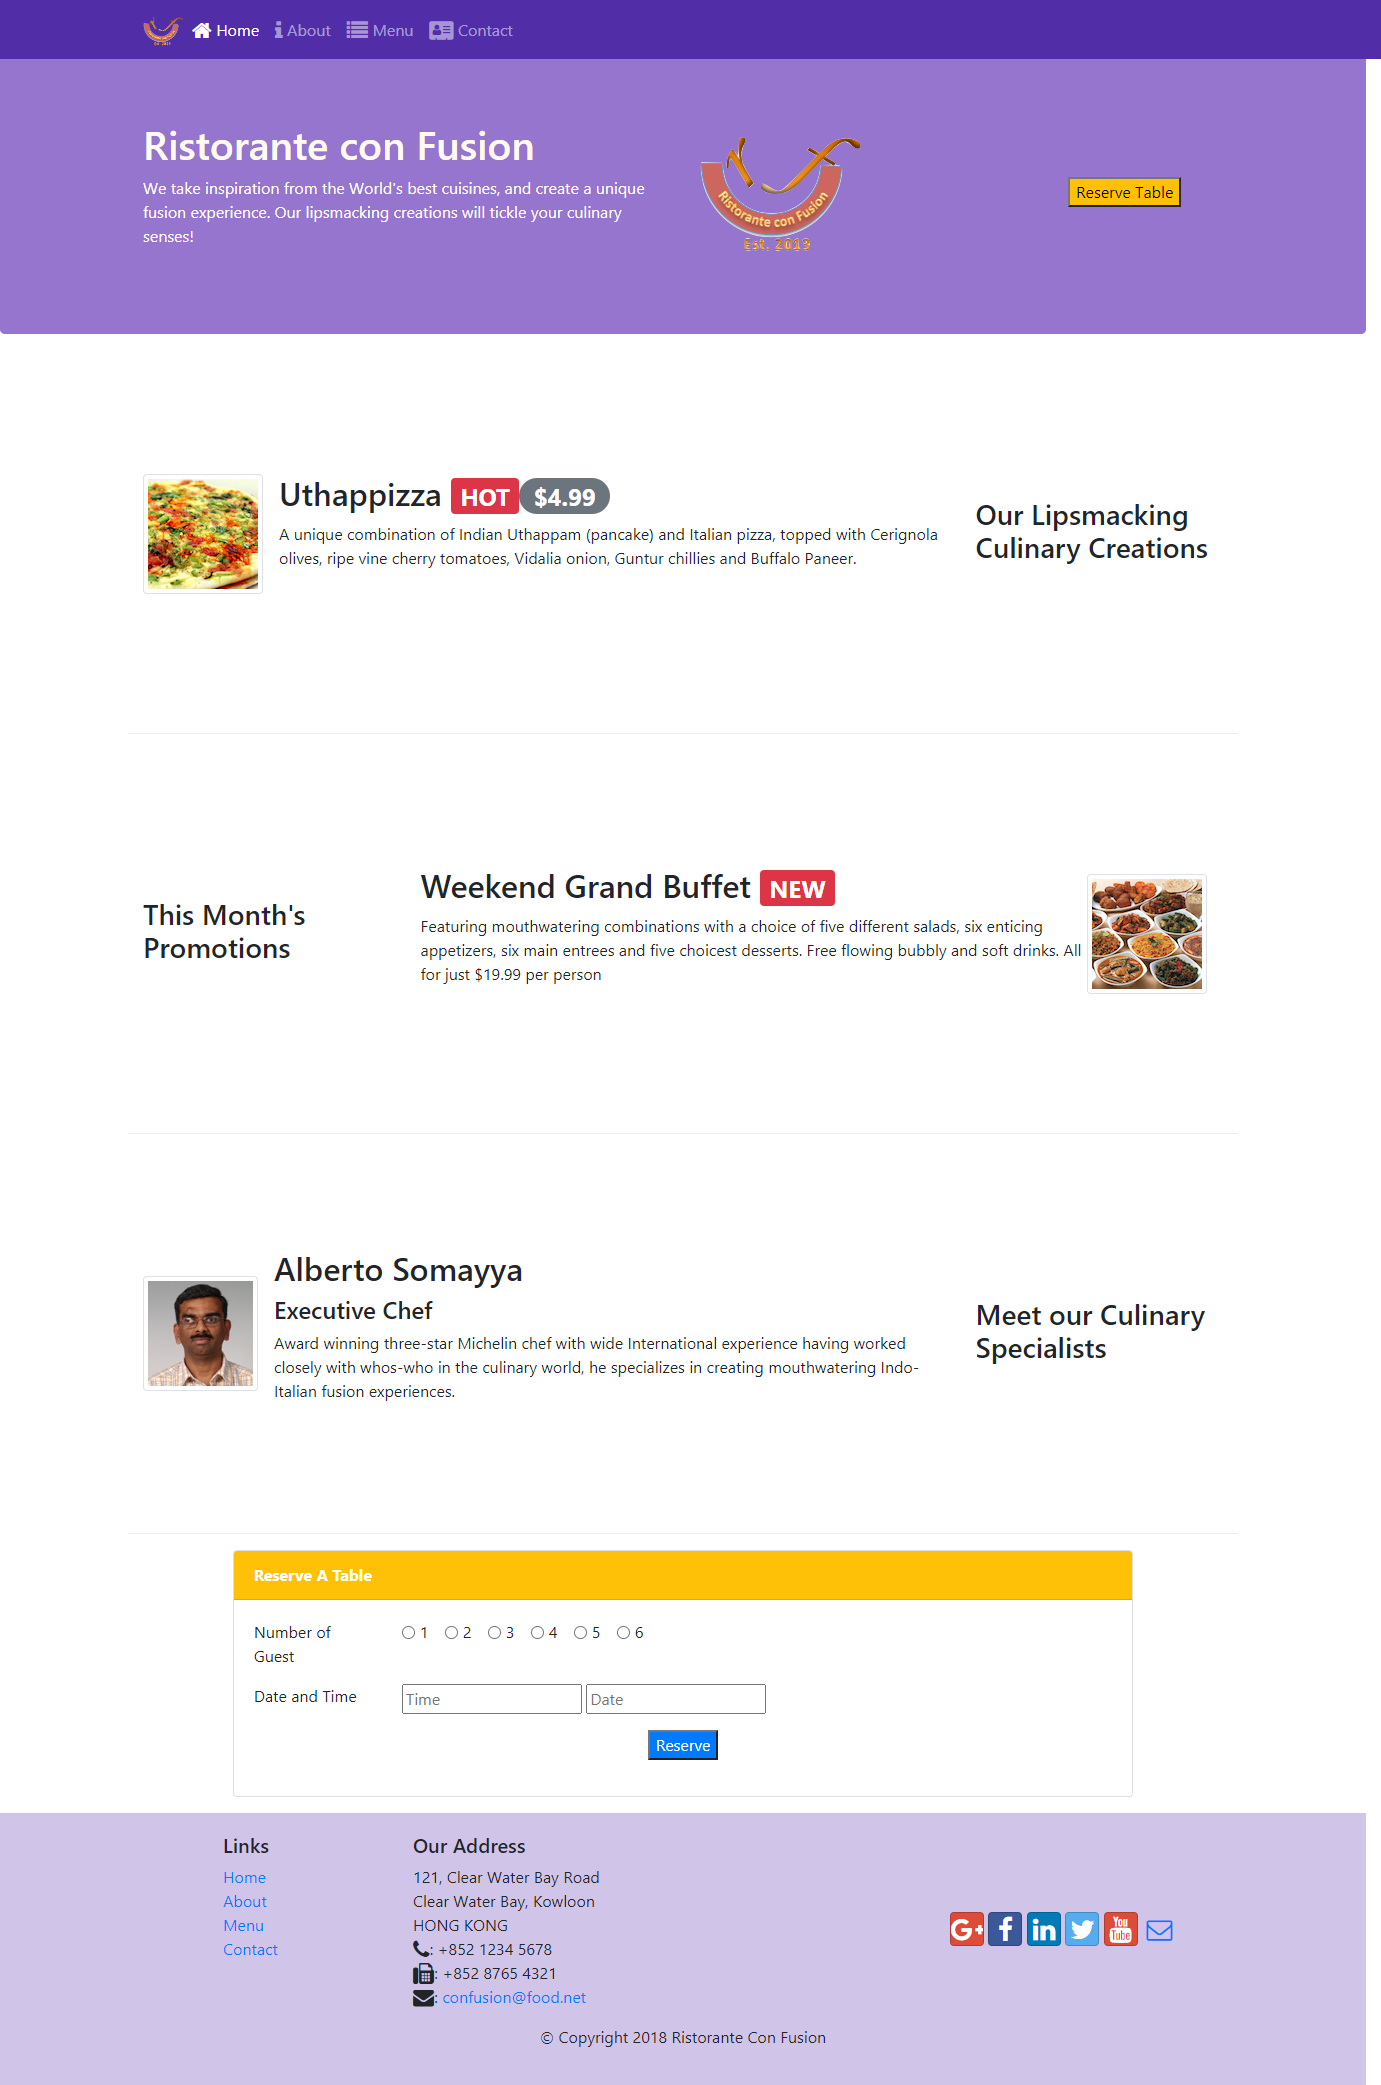 Home About Menu Contact
Ristorante con Fusion
We take inspiration from the World's best cuisines, and create a unique
fusion experience. Our lipsmacking creations will tickle your culinary
senses!
Ristorante con Fusion
Est. 2013
Reserve Table
Uthappizza HOT $4.99
A unique combination of Indian Uthappam (pancake) and Italian pizza, topped with Cerignola
olives, ripe vine cherry tomatoes, Vidalia onion, Guntur chillies and Buffalo Paneer.
Our Lipsmacking
Culinary Creations
This Month's
Promotions
Weekend Grand Buffet NEW
Featuring mouthwatering combinations with a choice of five different salads, six enticing
appetizers, six main entrees and five choicest desserts. Free flowing bubbly and soft drinks. All
for just $19.99 per person
Alberto Somayya
Executive Chef
Award winning three-star Michelin chef with wide International experience having worked
closely with whos-who in the culinary world, he specializes in creating mouthwatering Indo-
Italian fusion experiences.
Meet our Culinary
Specialists
Reserve A Table
Number of
Guest
1 2 3 4 5 6
Date and Time
Time Date
Reserve
Links
Home
About
Menu
Contact
Our Address
121, Clear Water Bay Road
Clear Water Bay, Kowloon
HONG KONG
: +852 1234 5678
: +852 8765 4321
: confusion@food.net
G+ f in You Tube
© Copyright 2018 Ristorante Con Fusion